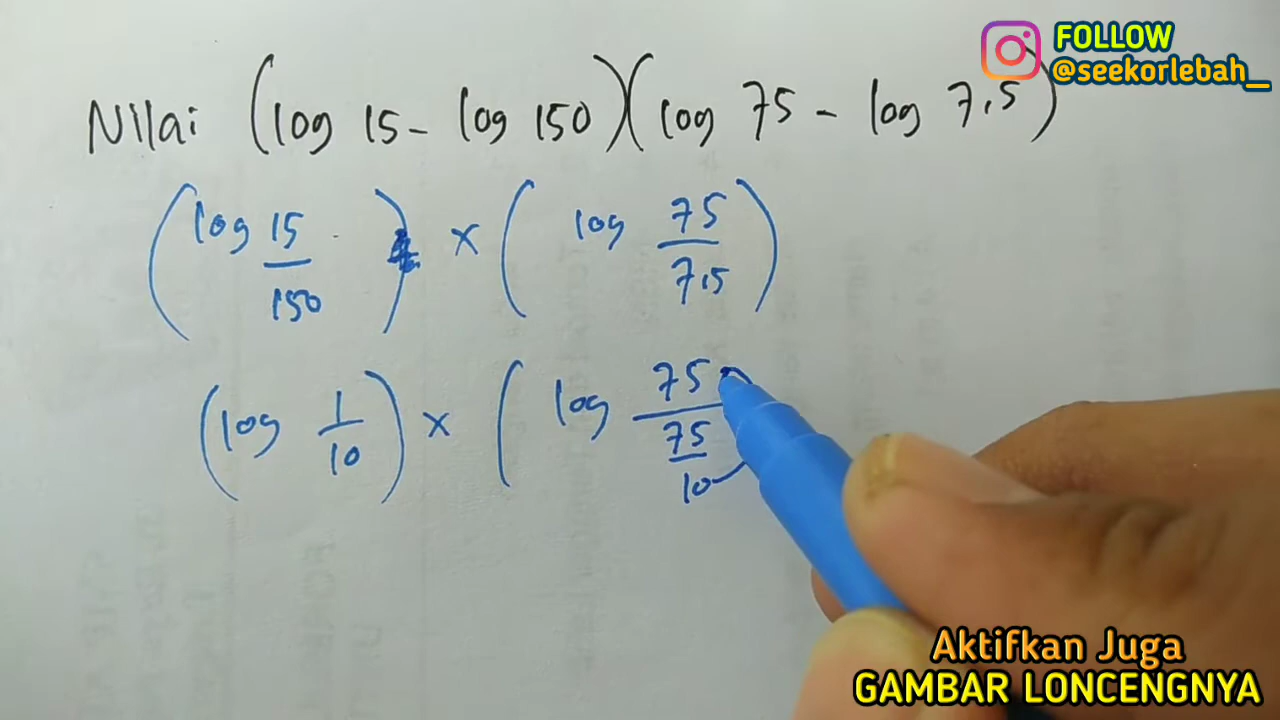 FOLLOW
@seekorlebah_
Nilai (log 15 - log 150)(log 75 - log 7,5)
(log 15/150) x (log 75/7,5)
(log 1/10) x (log 75/(75/10))
Aktifkan Juga
GAMBAR LONCENGNYA